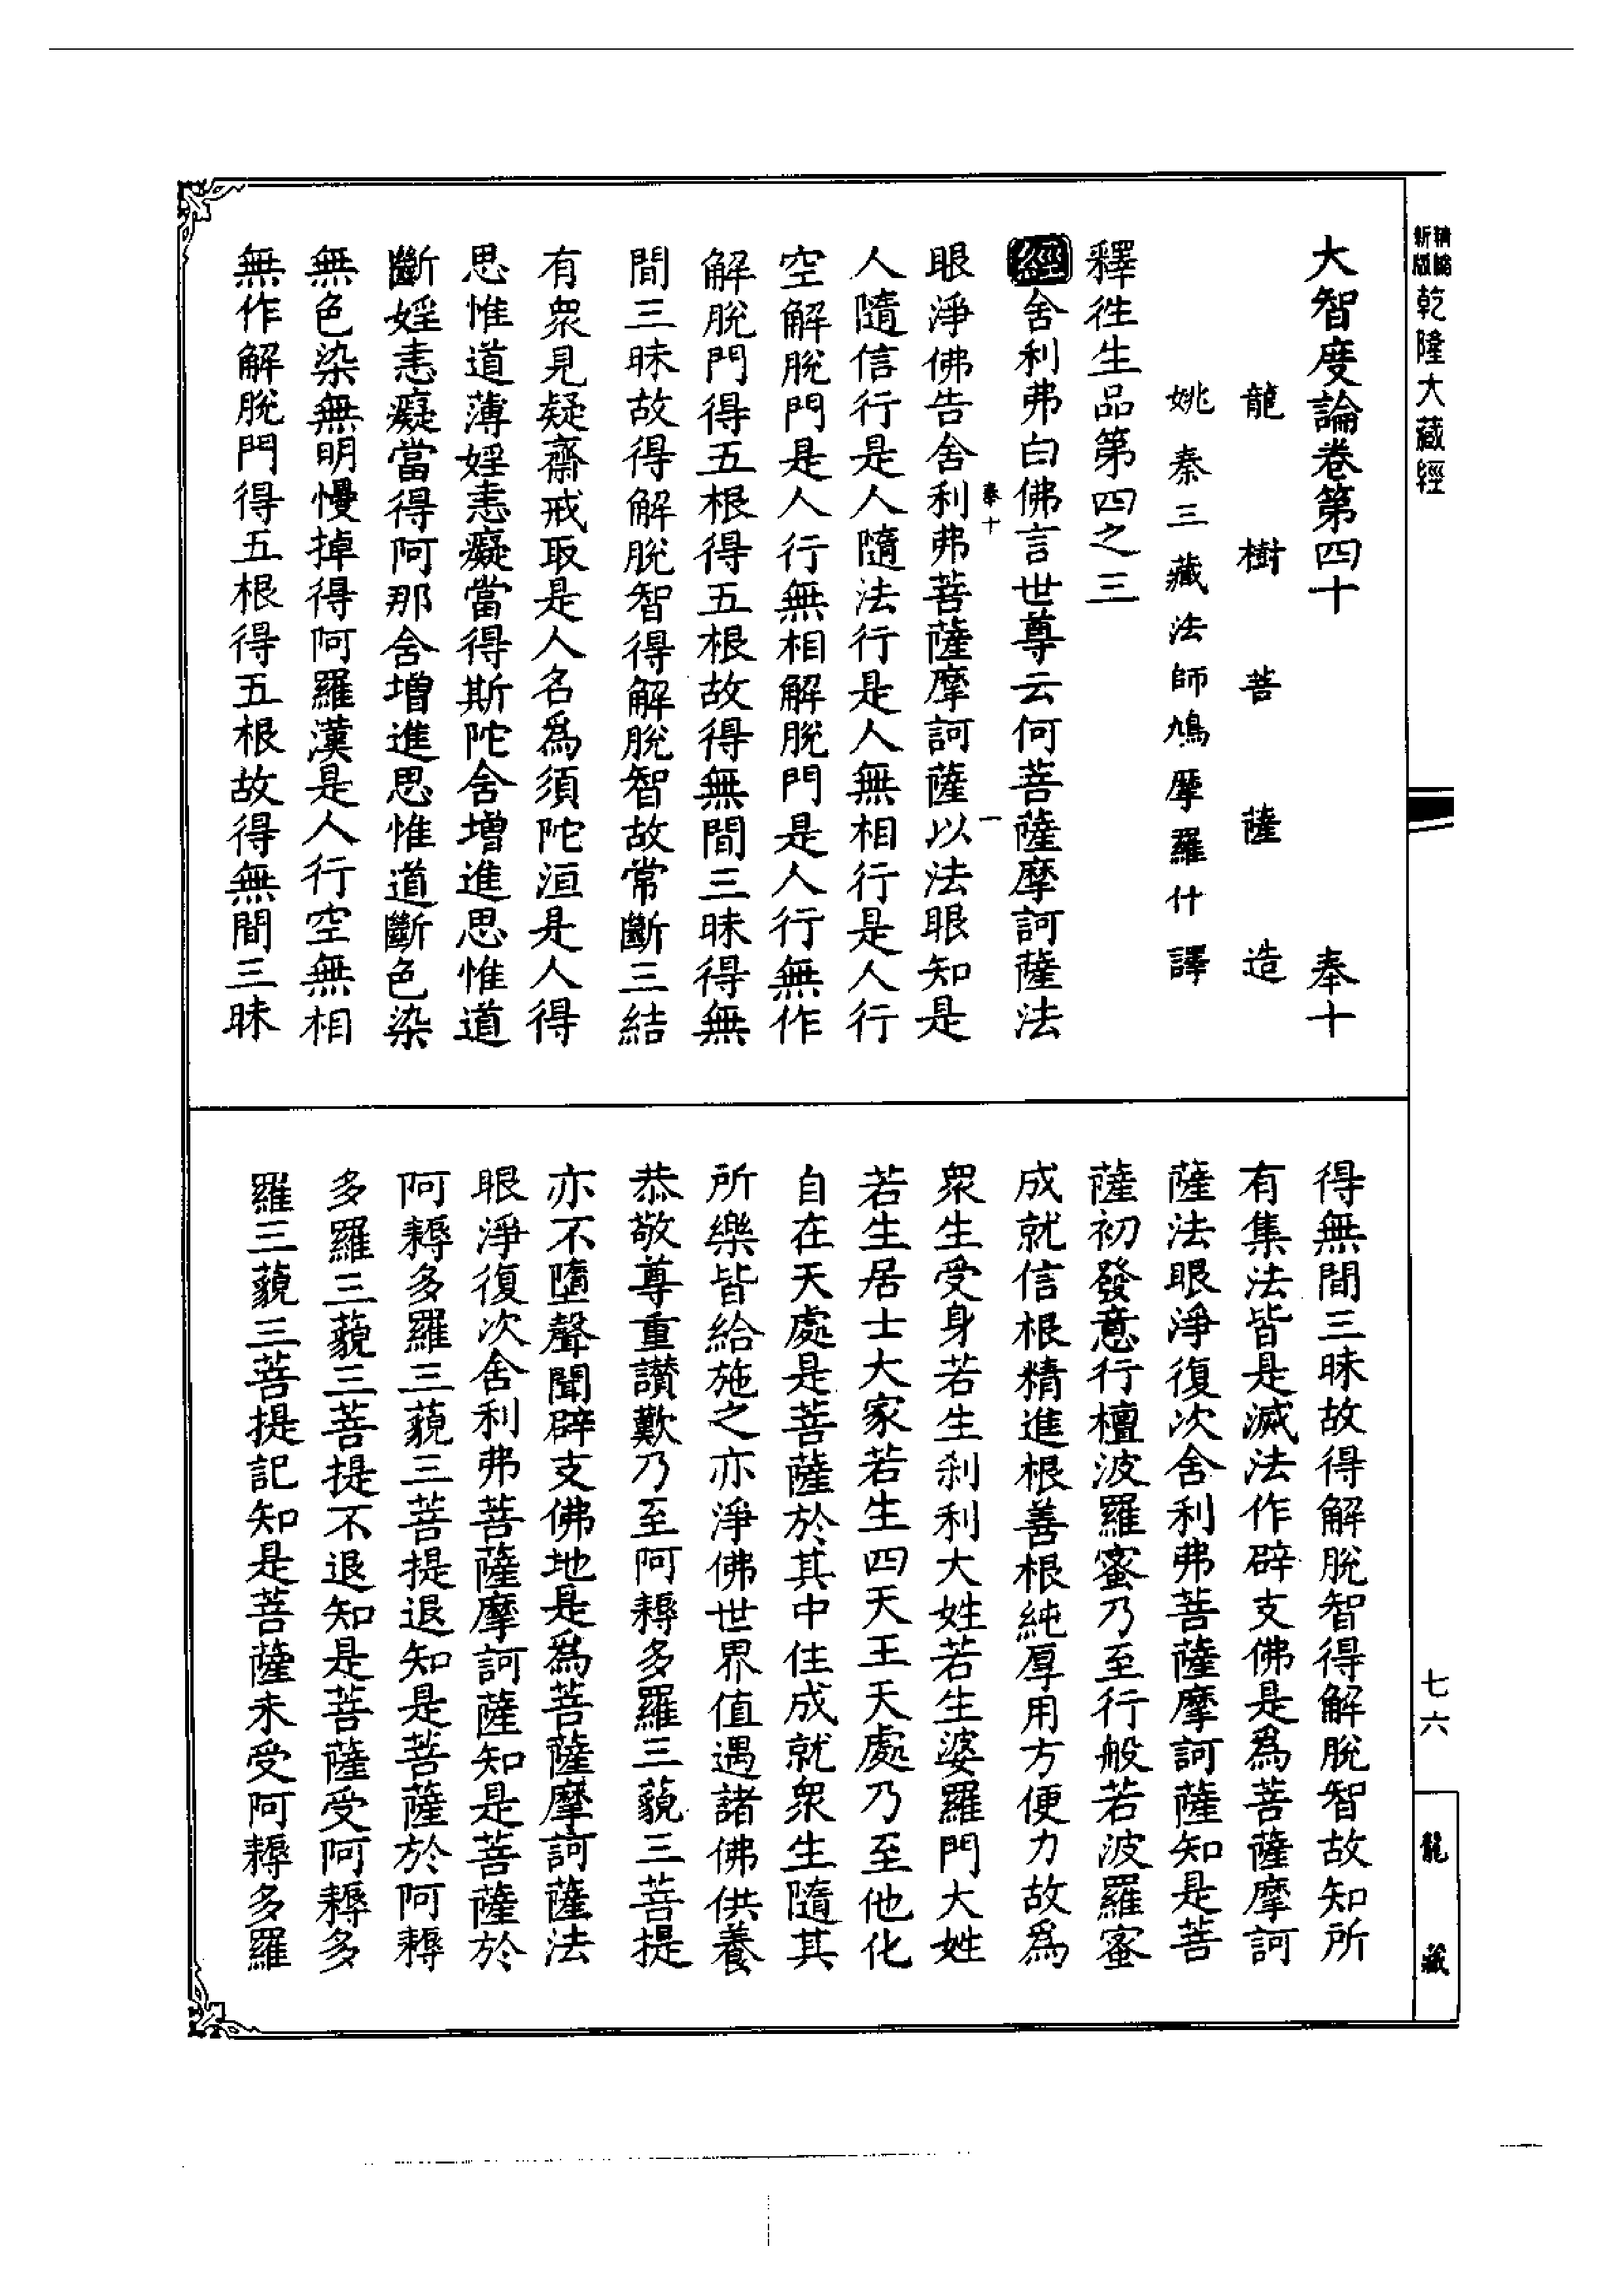 新版
精縮
乾隆大藏經
大智度論卷第四十 奉十
龍樹菩薩造
姚秦三藏法師鳩摩羅什譯
釋徃生品第四之三
經舍利弗白佛言世尊云何菩薩摩訶薩法
奉十 一
眼淨佛告舍利弗菩薩摩訶薩以法眼知是
人隨信行是人隨法行是人無相行是人行
空解脫門是人行無相解脫門是人行無作
解脫門得五根得五根故得無間三昧得無
間三昧故得解脫智得解脫智故常斷三結
有眾見疑齋戒取是人名為須陀洹是人得
思惟道薄婬恚癡當得斯陀舍增進思惟道
斷婬恚癡當得阿那舍增進思惟道斷色染
無色染無明慢掉得阿羅漢是人行空無相
無作解脫門得五根得五根故得無間三昧
得無間三昧故得解脫智得解脫智故知所
有集法皆是滅法作辟支佛是為菩薩摩訶
薩法眼淨復次舍利弗菩薩摩訶薩知是菩
薩初發意行檀波羅蜜乃至行般若波羅蜜
成就信根精進根善根純厚用方便力故為
眾生受身若生剎利大姓若生婆羅門大姓
若生居士大家若生四天王天處乃至他化
自在天處是菩薩於其中住成就眾生隨其
所樂皆給施之亦淨佛世界值遇諸佛供養
恭敬尊重讚歎乃至阿耨多羅三藐三菩提
亦不墮聲聞辟支佛地是為菩薩摩訶薩法
眼淨復次舍利弗菩薩摩訶薩知是菩薩於
阿耨多羅三藐三菩提退知是菩薩於阿耨
多羅三藐三菩提不退知是菩薩受阿耨多
羅三藐三菩提記知是菩薩未受阿耨多羅
七六
龍藏